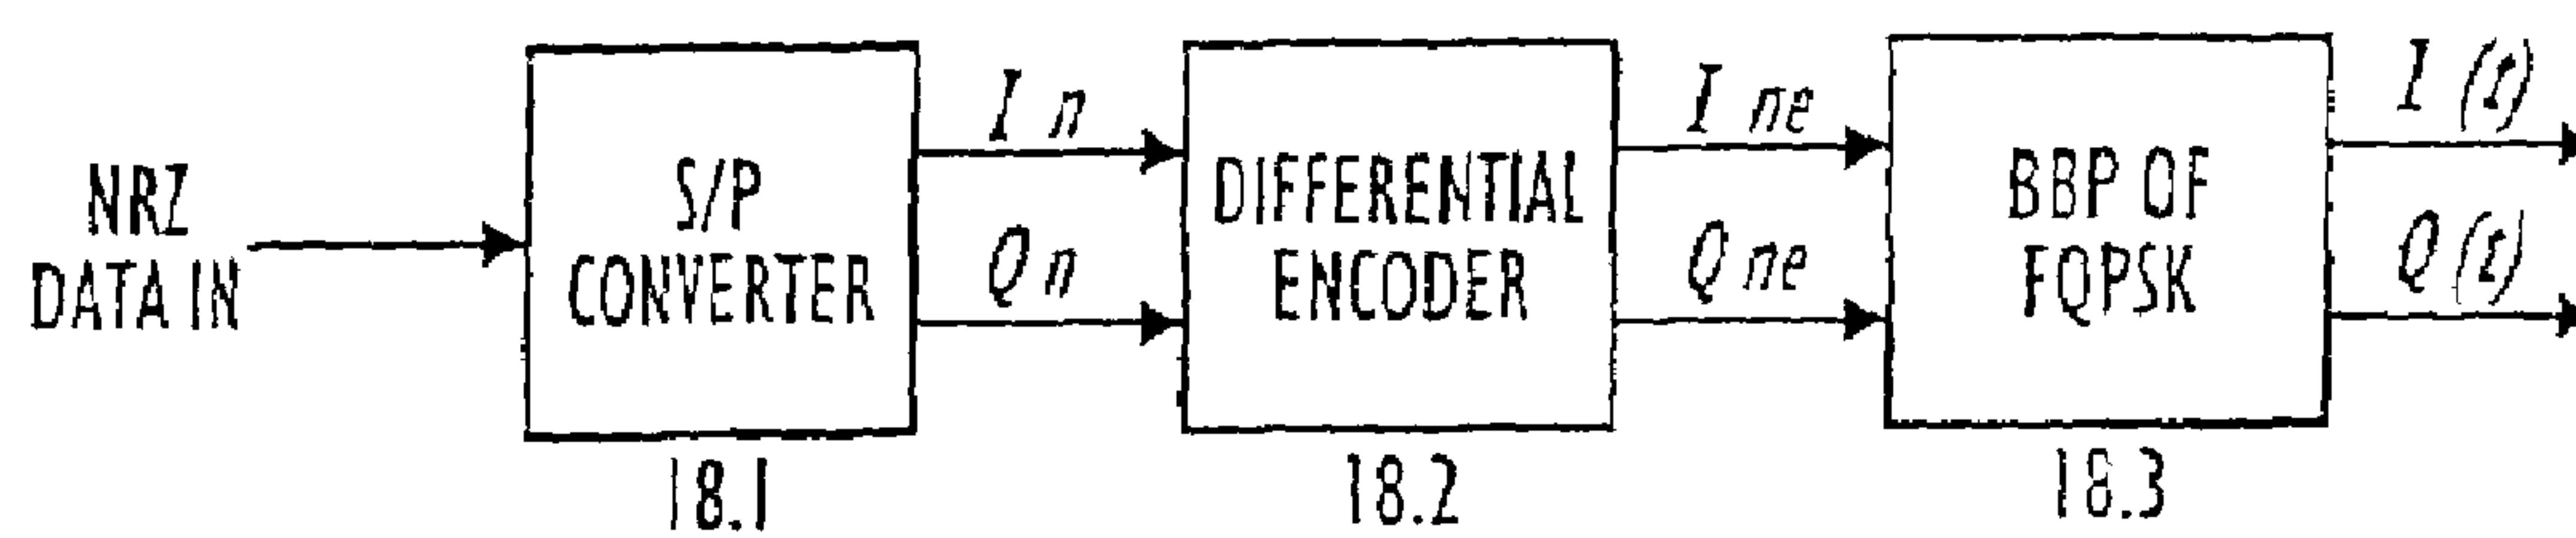 NRZ
DATA IN
S/P
CONVERTER
18.1
I n
Q n
DIFFERENTIAL
ENCODER
18.2
I ne
Q ne
BBP OF
FQPSK
18.3
I (t)
Q (t)